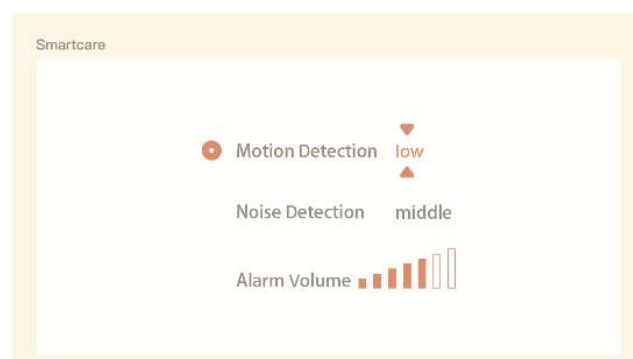 Smartcare
Motion Detection low
Noise Detection middle
Alarm Volume